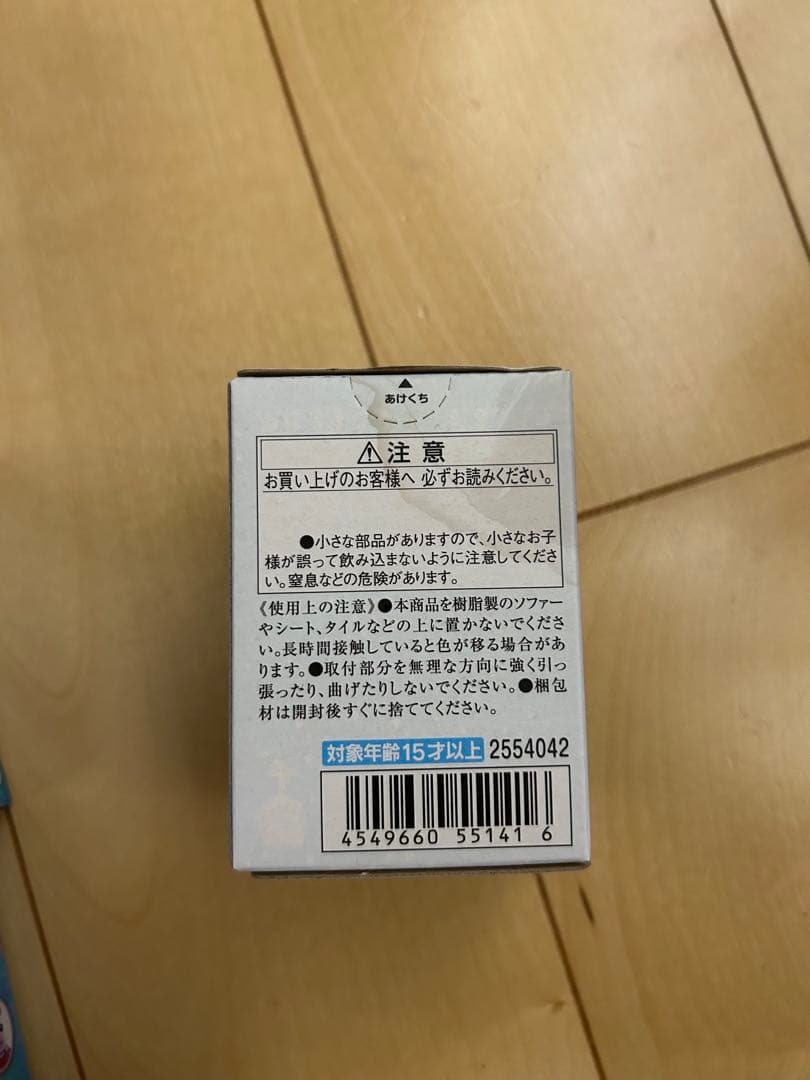 あけくち
⚠注意
お買い上げのお客様へ 必ずお読みください。
●小さな部品がありますので、小さなお子
様が誤って飲み込まないように注意してくださ
い。窒息などの危険があります。
《使用上の注意》●本商品を樹脂製のソファー
やシート、タイルなどの上に置かないでくださ
い。長時間接触していると色が移る場合があ
ります。●取付部分を無理な方向に強く引っ
張ったり、曲げたりしないでください。●梱包
材は開封後すぐに捨ててください。
対象年齢15才以上 2554042
4549660 55141 6